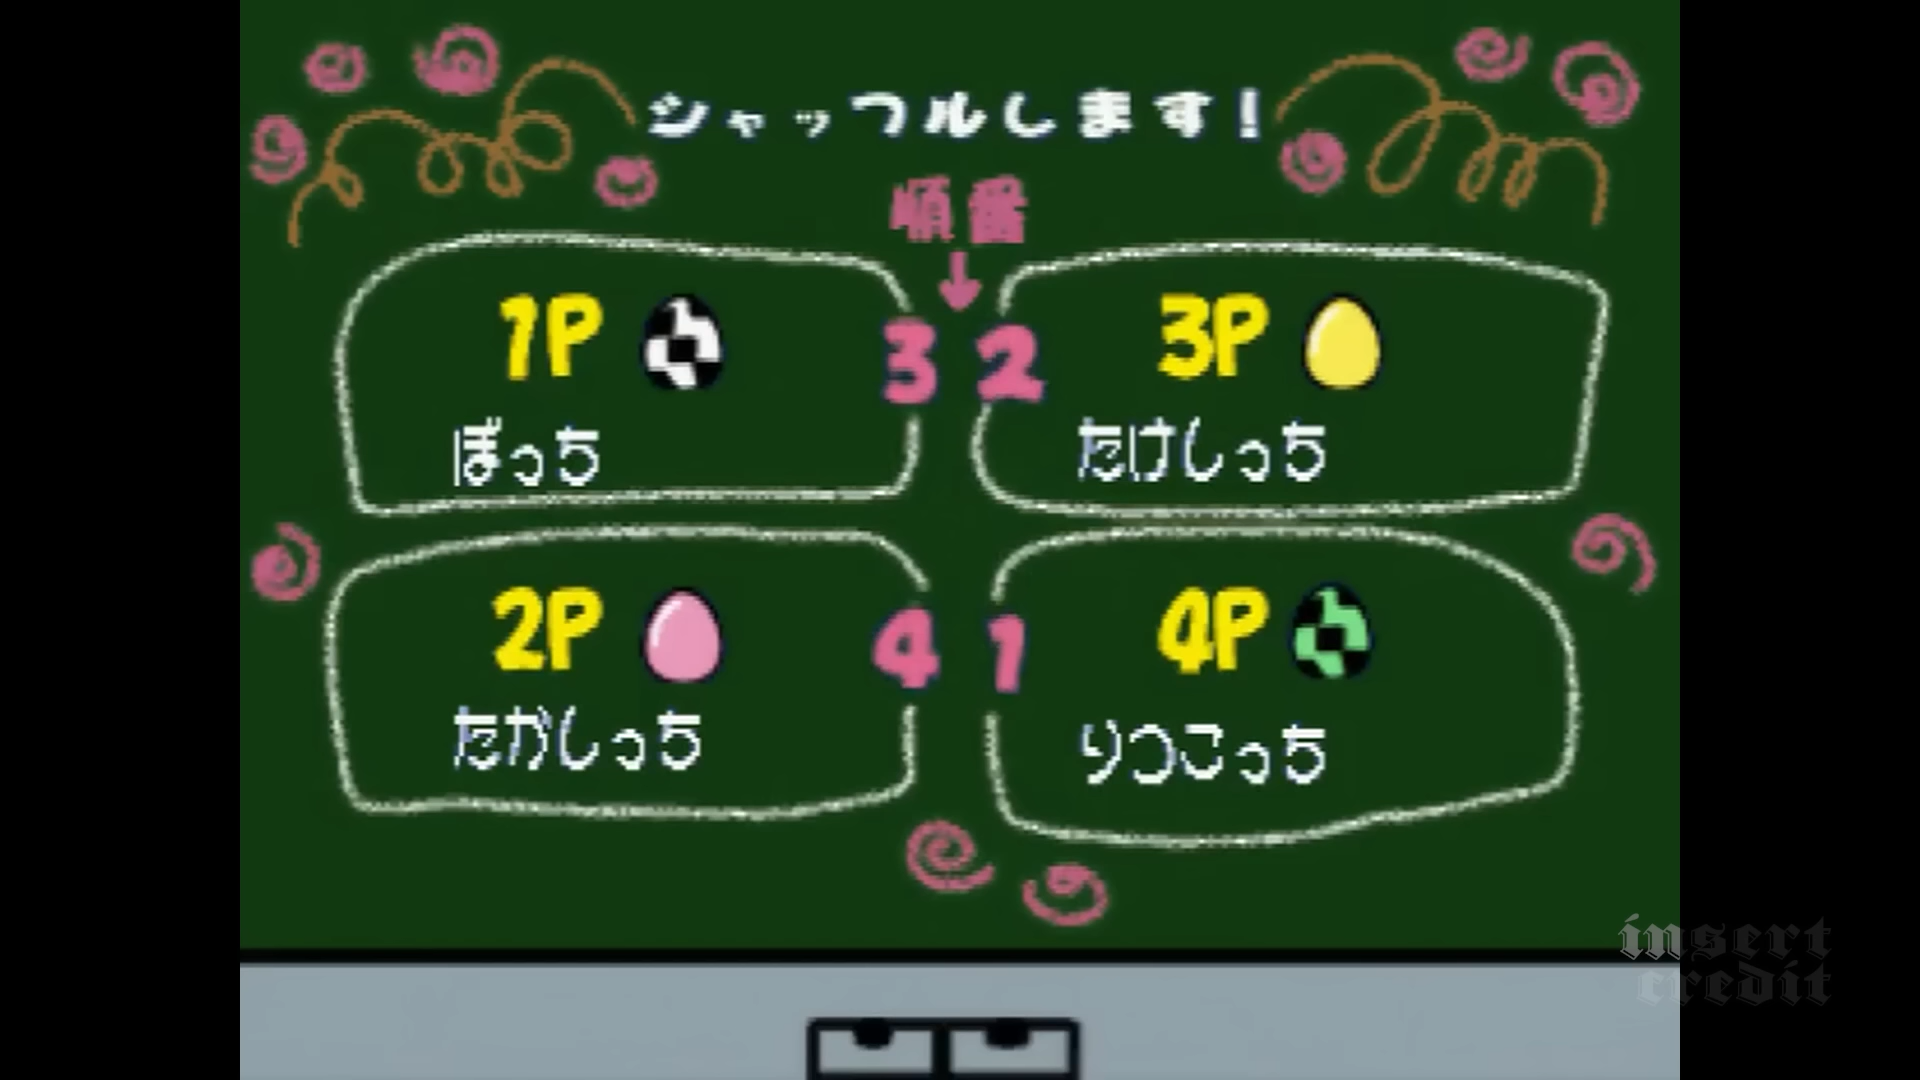 シャッフルします!
順番
↓
1P
3
ぼっち
2
3P
たけしっち
2P
4
たかしっち
1
4P
りつこっち
insert
credit